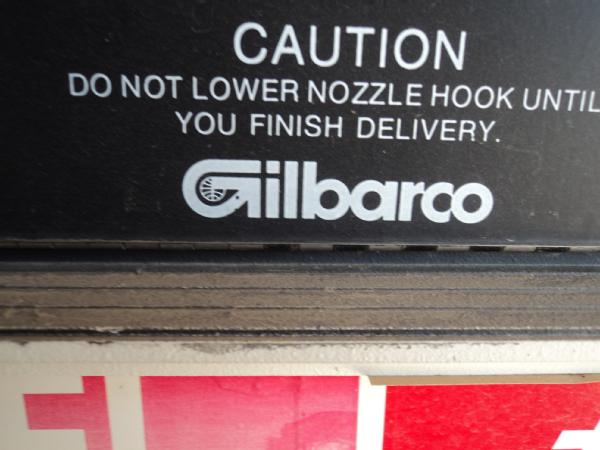 CAUTION
DO NOT LOWER NOZZLE HOOK UNTIL
YOU FINISH DELIVERY.
Gilbarco